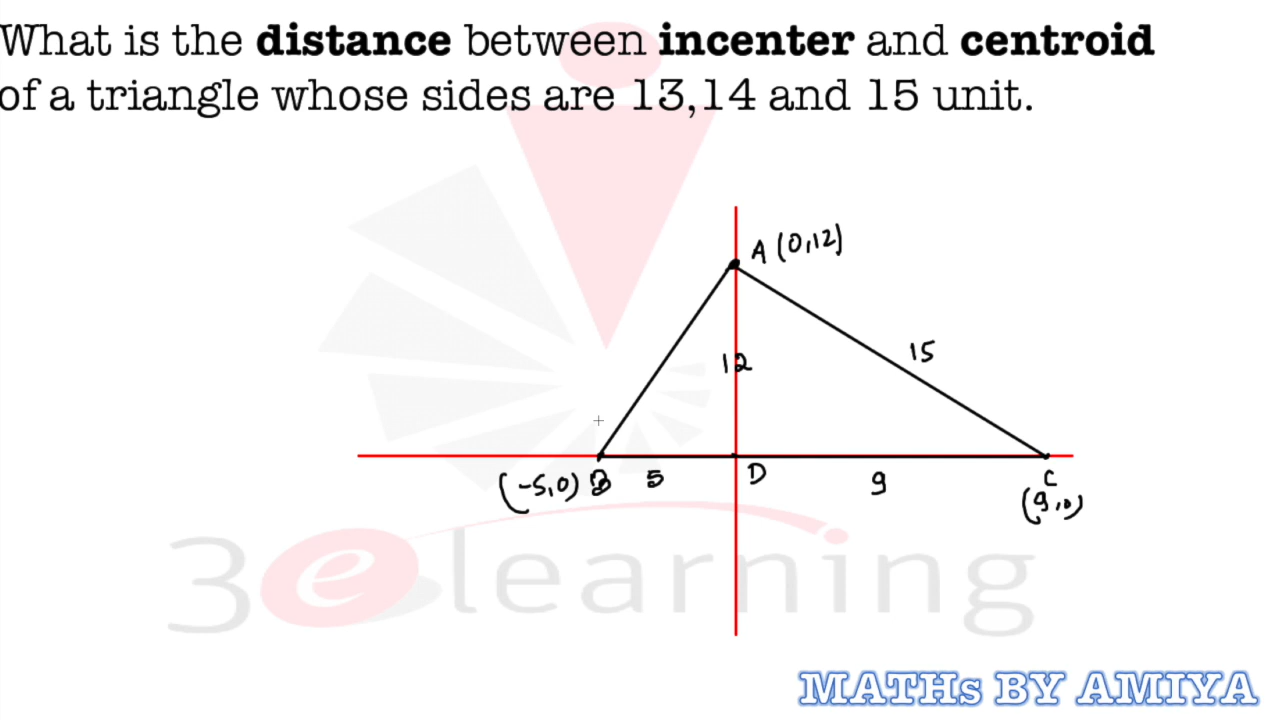 What is the distance between incenter and centroid
of a triangle whose sides are 13,14 and 15 unit.
A (0,12)
12
15
(-5,0) B
5
D
9
C
(9,0)
3elearning
MATHs BY AMIYA